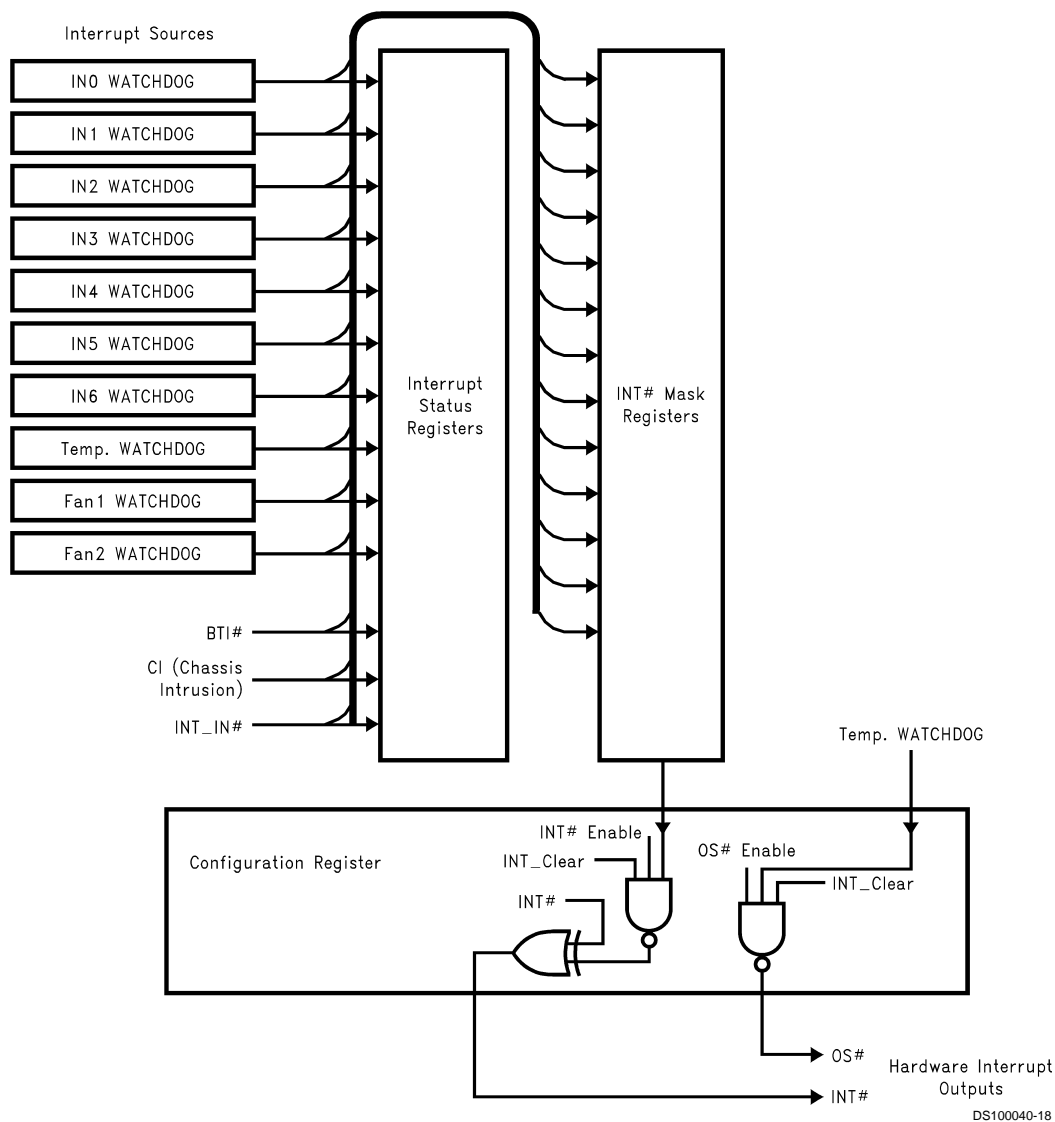 Interrupt Sources
IN0 WATCHDOG
IN1 WATCHDOG
IN2 WATCHDOG
IN3 WATCHDOG
IN4 WATCHDOG
IN5 WATCHDOG
IN6 WATCHDOG
Temp. WATCHDOG
Fan1 WATCHDOG
Fan2 WATCHDOG
BTI#
CI (Chassis
Intrusion)
INT_IN#
Interrupt
Status
Registers
INT# Mask
Registers
Temp. WATCHDOG
Configuration Register
INT# Enable
INT_Clear
INT#
OS# Enable
INT_Clear
OS#
INT#
Hardware Interrupt
Outputs
DS100040-18